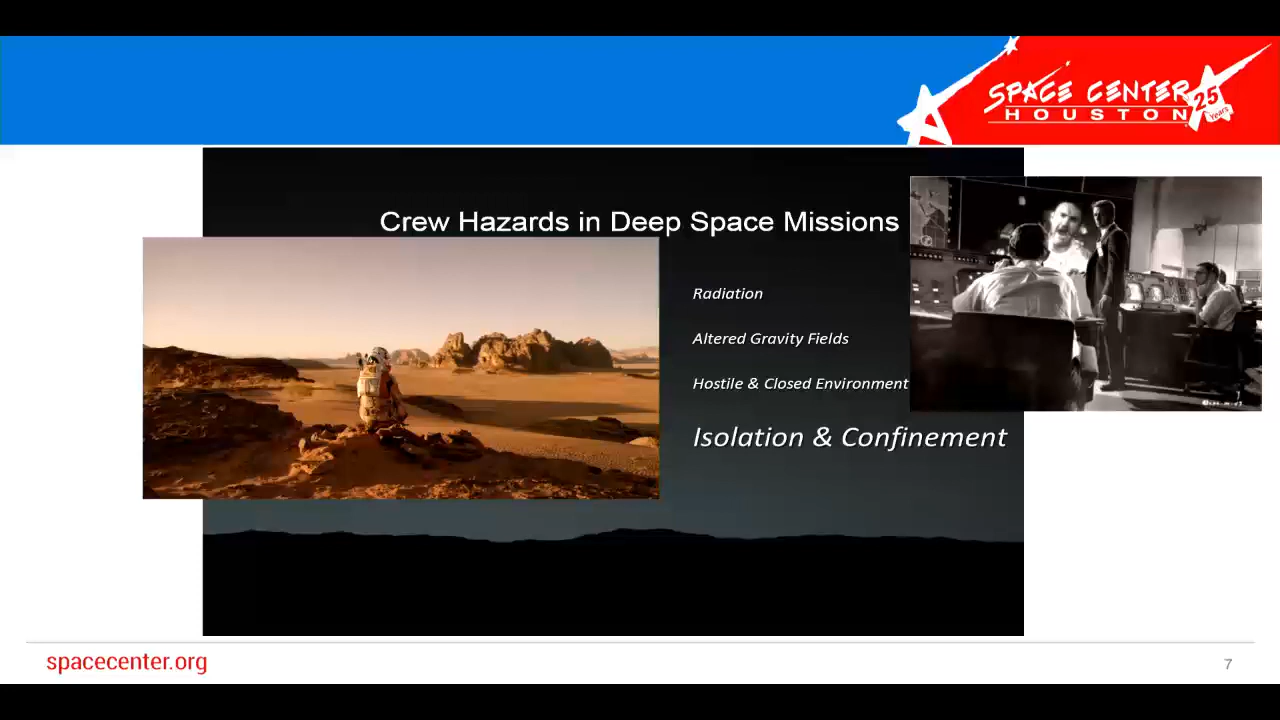 SPACE CENTER
HOUSTON
25
Years
Crew Hazards in Deep Space Missions
Radiation
Altered Gravity Fields
Hostile & Closed Environment
Isolation & Confinement
spacecenter.org
7